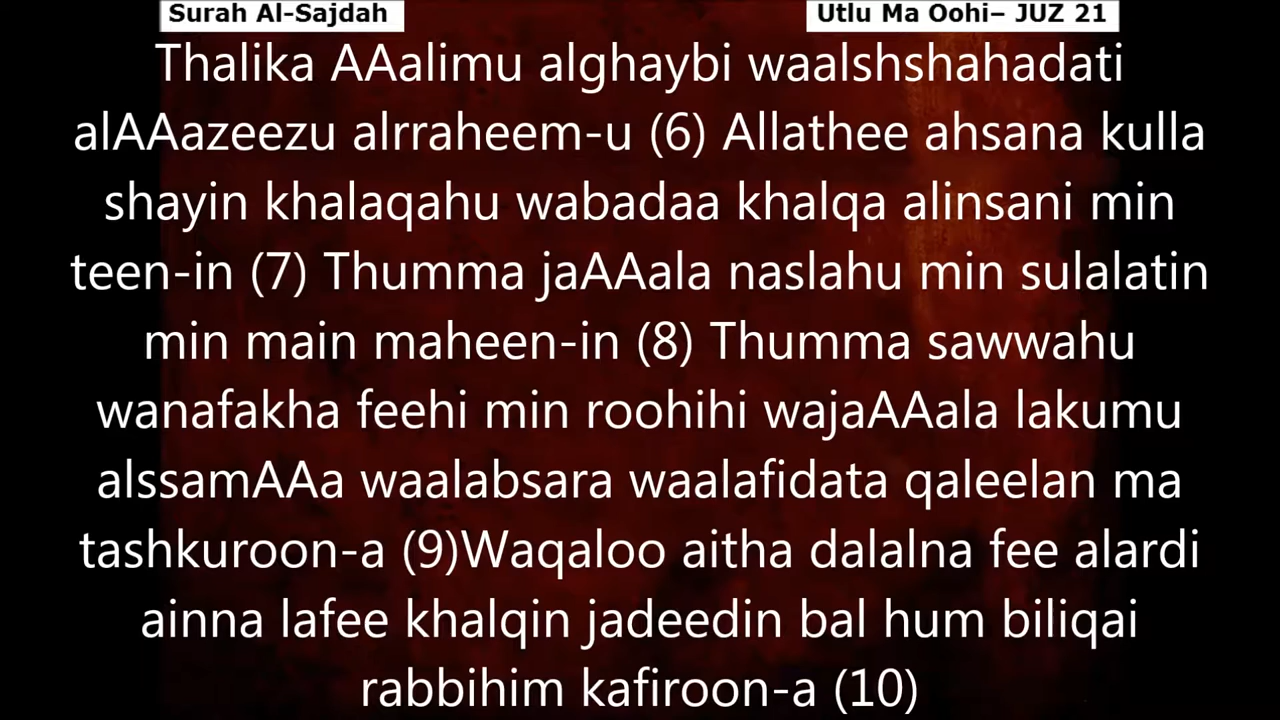 Surah Al-Sajdah
Utlu Ma Oohi– JUZ 21
Thalika AAalimu alghaybi waalshshahadati
alAAazeezu alrraheem-u (6) Allathee ahsana kulla
shayin khalaqahu wabadaa khalqa alinsani min
teen-in (7) Thumma jaAAala naslahu min sulalatin
min main maheen-in (8) Thumma sawwahu
wanafakha feehi min roohihi wajaAAala lakumu
alssamAAa waalabsara waalafidata qaleelan ma
tashkuroon-a (9)Waqaloo aitha dalalna fee alardi
ainna lafee khalqin jadeedin bal hum biliqai
rabbihim kafiroon-a (10)